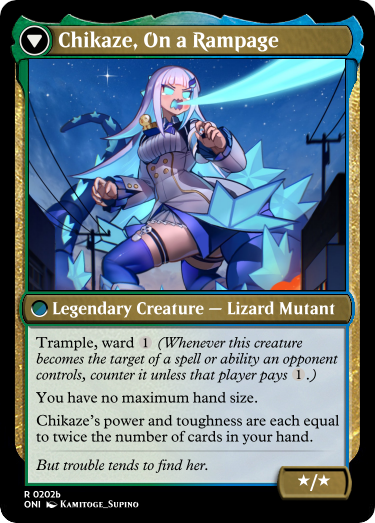 Chikaze, On a Rampage
Legendary Creature — Lizard Mutant
Trample, ward 1 (Whenever this creature
becomes the target of a spell or ability an opponent
controls, counter it unless that player pays 1.)
You have no maximum hand size.
Chikaze's power and toughness are each equal
to twice the number of cards in your hand.
But trouble tends to find her.
★/★
R 0202b
ONI Kamitoge_Supino